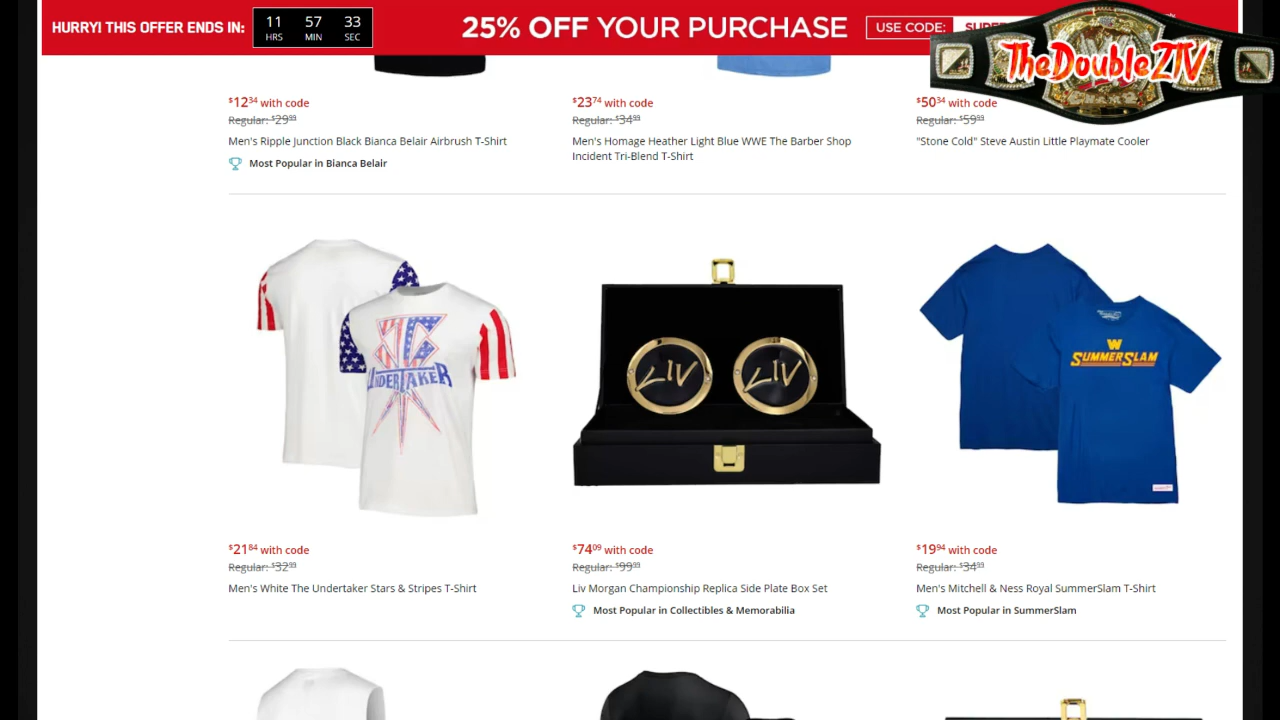 HURRY! THIS OFFER ENDS IN:
11 57 33
HRS MIN SEC
25% OFF YOUR PURCHASE
USE CODE:
TheDoubleZIV
$12.34 with code
Regular: $29.99
Men's Ripple Junction Black Bianca Belair Airbrush T-Shirt
Most Popular in Bianca Belair
$23.74 with code
Regular: $34.99
Men's Homage Heather Light Blue WWE The Barber Shop
Incident Tri-Blend T-Shirt
$50.34 with code
Regular: $59.99
"Stone Cold" Steve Austin Little Playmate Cooler
UNDERTAKER
LIV LIV
SUMMERSLAM
$21.84 with code
Regular: $32.99
Men's White The Undertaker Stars & Stripes T-Shirt
$74.09 with code
Regular: $99.99
Liv Morgan Championship Replica Side Plate Box Set
Most Popular in Collectibles & Memorabilia
$19.94 with code
Regular: $34.99
Men's Mitchell & Ness Royal SummerSlam T-Shirt
Most Popular in SummerSlam